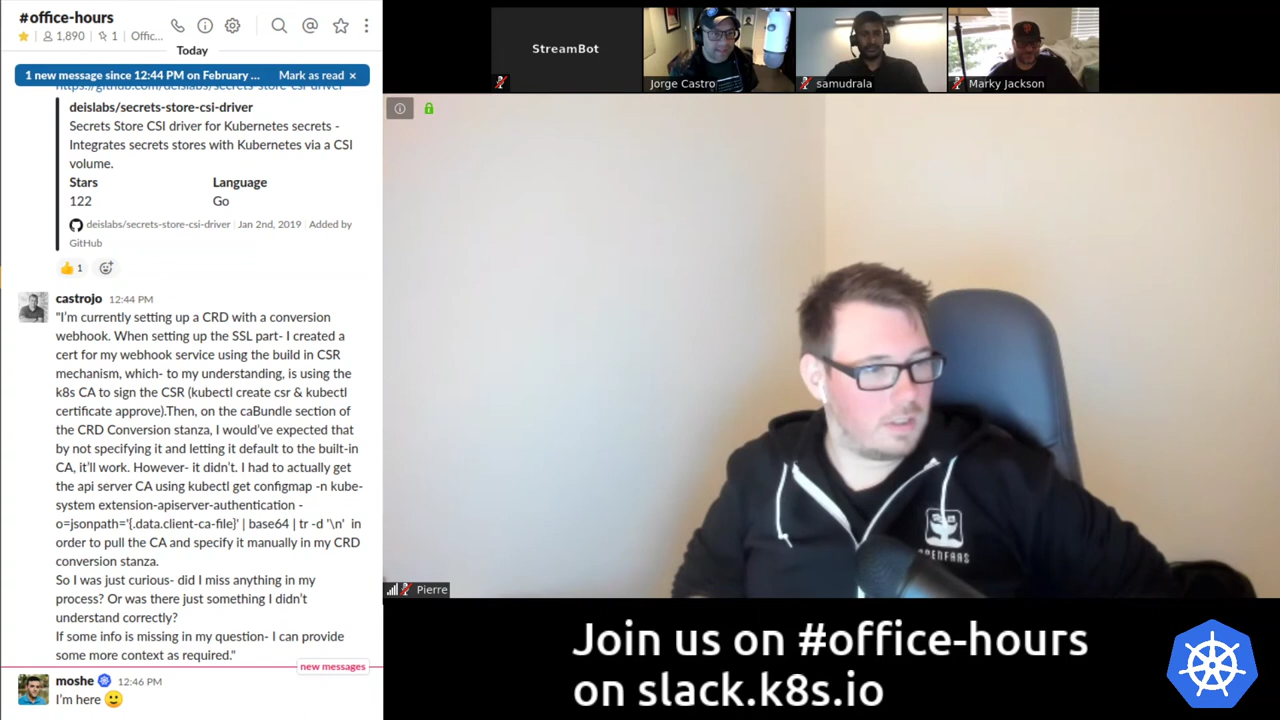 #office-hours
1,890
1
Offic...
Today
1 new message since 12:44 PM on February ...
Mark as read ×
https://github.com/deislabs/secrets-store-csi-driver
deislabs/secrets-store-csi-driver
Secrets Store CSI driver for Kubernetes secrets -
Integrates secrets stores with Kubernetes via a CSI
volume.
Stars
Language
122
Go
deislabs/secrets-store-csi-driver | Jan 2nd, 2019 | Added by
GitHub
1
castrojo 12:44 PM
"I'm currently setting up a CRD with a conversion
webhook. When setting up the SSL part- I created a
cert for my webhook service using the build in CSR
mechanism, which- to my understanding, is using the
k8s CA to sign the CSR (kubectl create csr & kubectl
certificate approve).Then, on the caBundle section of
the CRD Conversion stanza, I would've expected that
by not specifying it and letting it default to the built-in
CA, it'll work. However- it didn't. I had to actually get
the api server CA using kubectl get configmap -n kube-
system extension-apiserver-authentication -
o=jsonpath='{.data.client-ca-file}' | base64 | tr -d '\n' in
order to pull the CA and specify it manually in my CRD
conversion stanza.
So I was just curious- did I miss anything in my
process? Or was there just something I didn't
understand correctly?
If some info is missing in my question- I can provide
some more context as required."
new messages
moshe 12:46 PM
I'm here
StreamBot
Jorge Castro
samudrala
Marky Jackson
OPENFAAS
Pierre
Join us on #office-hours
on slack.k8s.io